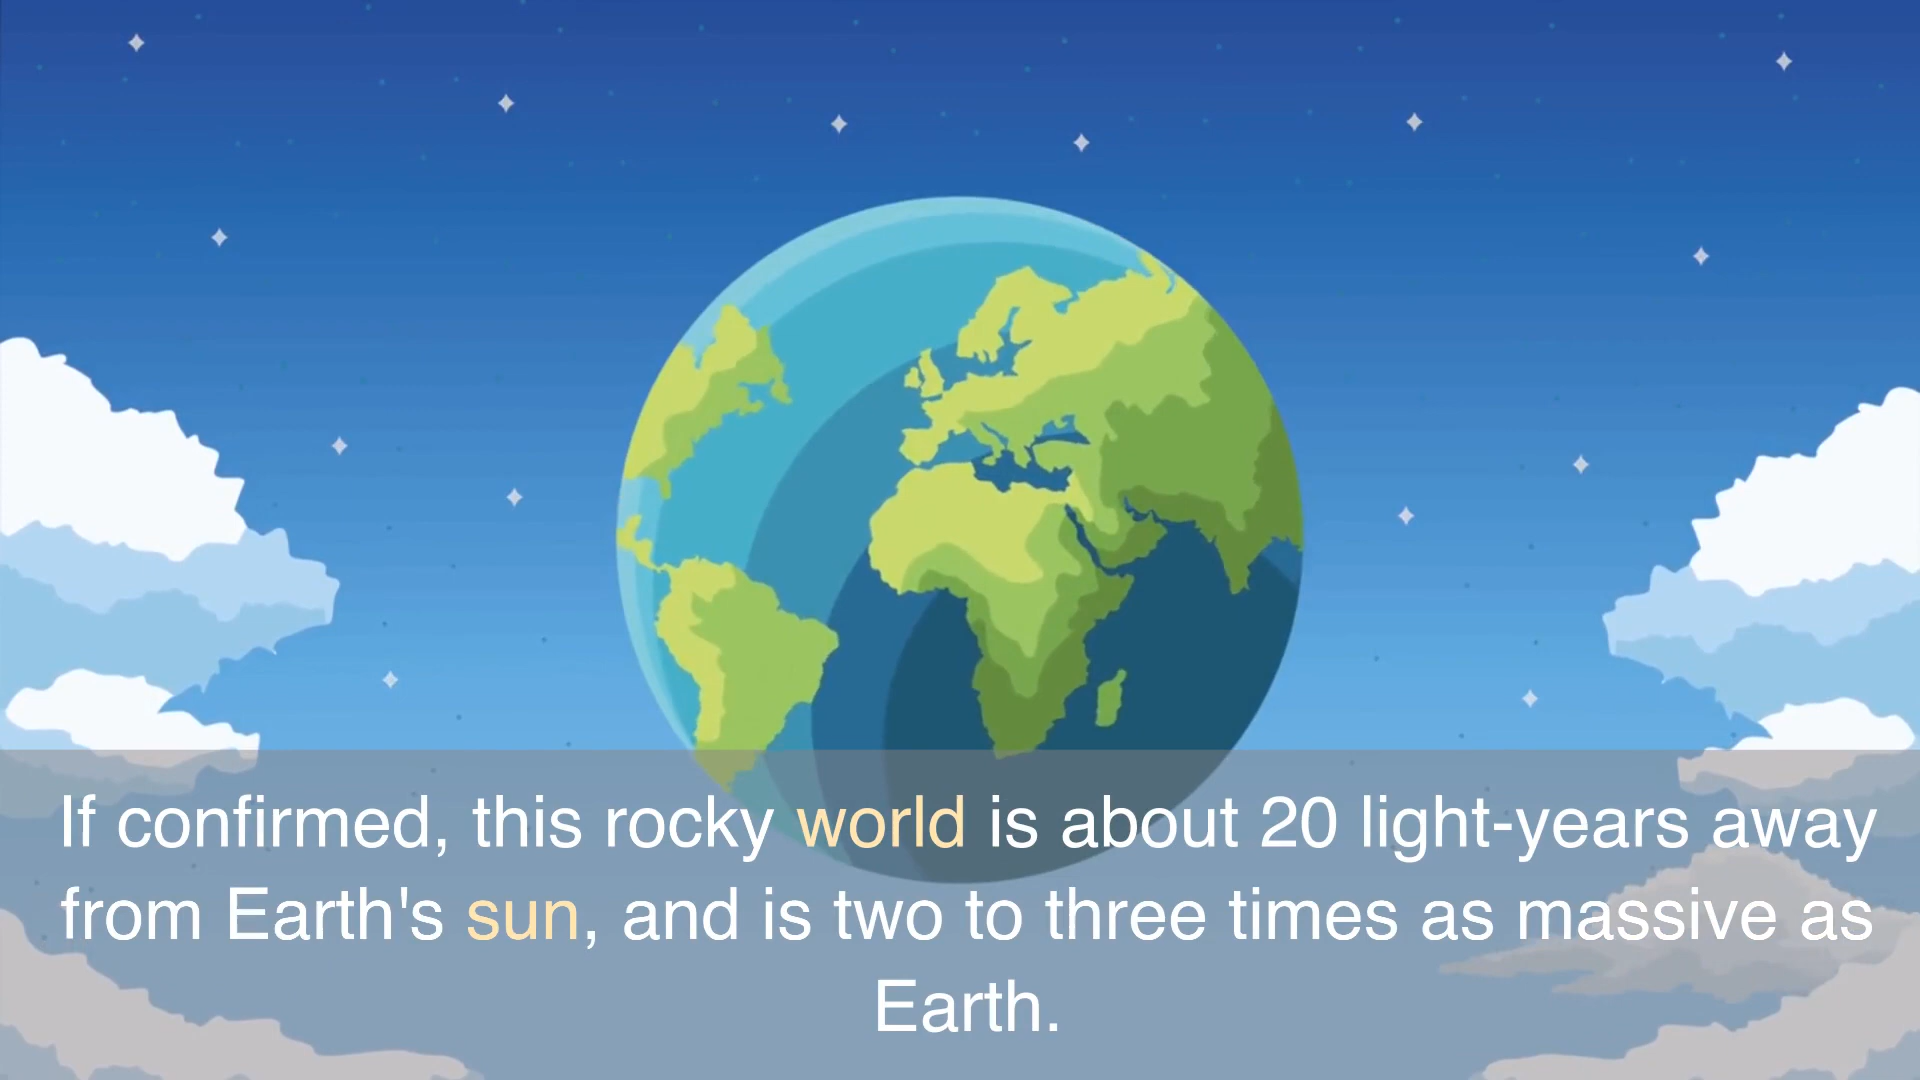 If confirmed, this rocky world is about 20 light-years away
from Earth's sun, and is two to three times as massive as
Earth.